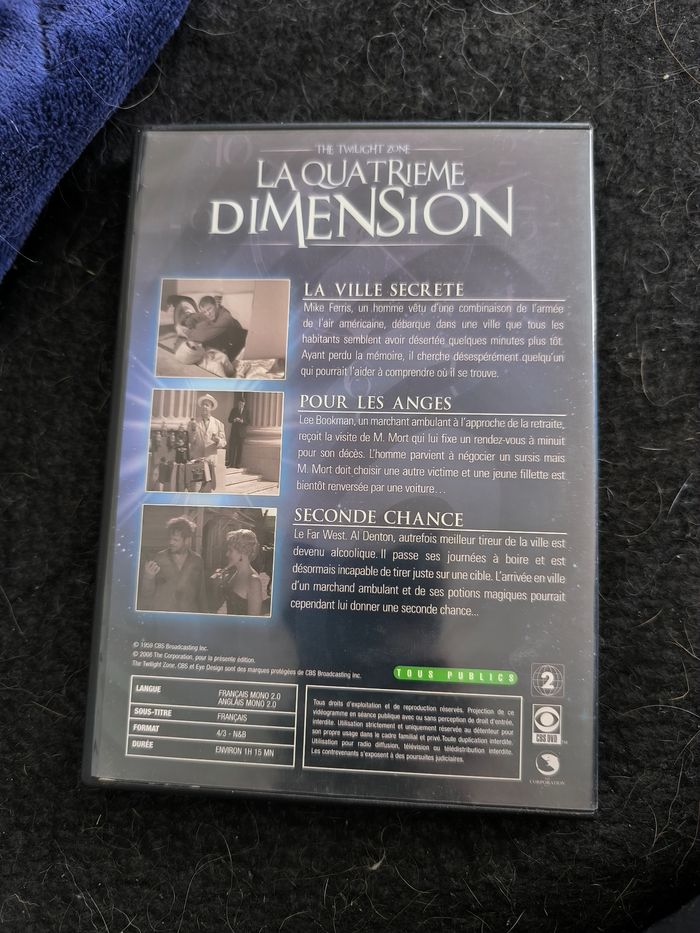 THE TWILIGHT ZONE
LA QUATRIEME
DIMENSION
LA VILLE SECRETE
Mike Ferris, un homme vêtu d'une combinaison de l'armée
de l'air américaine, débarque dans une ville que tous les
habitants semblent avoir désertée quelques minutes plus tôt.
Ayant perdu la mémoire, il cherche désespérément quelqu'un
qui pourrait l'aider à comprendre où il se trouve.
POUR LES ANGES
Lee Bookman, un marchant ambulant à l'approche de la retraite,
reçoit la visite de M. Mort qui lui fixe un rendez-vous à minuit
pour son décès. L'homme parvient à négocier un sursis mais
M. Mort doit choisir une autre victime et une jeune fillette est
bientôt renversée par une voiture...
SECONDE CHANCE
Le Far West. Al Denton, autrefois meilleur tireur de la ville est
devenu alcoolique. Il passe ses journées à boire et est
désormais incapable de tirer juste sur une cible. L'arrivée en ville
d'un marchand ambulant et de ses potions magiques pourrait
cependant lui donner une seconde chance...
© 1959 CBS Broadcasting Inc.
© 2006 The Corporation, pour la présente édition.
The Twilight Zone, CBS et Eye Design sont des marques protégées de CBS Broadcasting Inc.
TOUS PUBLICS
2
LANGUE FRANÇAIS MONO 2.0
ANGLAIS MONO 2.0
SOUS-TITRE FRANÇAIS
FORMAT 4/3 - N&B
DURÉE ENVIRON 1H 15 MN
Tous droits d'exploitation et de reproduction réservés. Projection de ce
vidéogramme en séance publique avec ou sans perception de droit d'entrée,
interdite. Utilisation strictement et uniquement réservée au détenteur pour
son propre usage dans le cadre familial et privé. Toute duplication interdite.
Utilisation pour radio diffusion, télévision ou télédistribution interdite.
Les contrevenants s'exposent à des poursuites judiciaires.
CBS DVD
THE CORPORATION